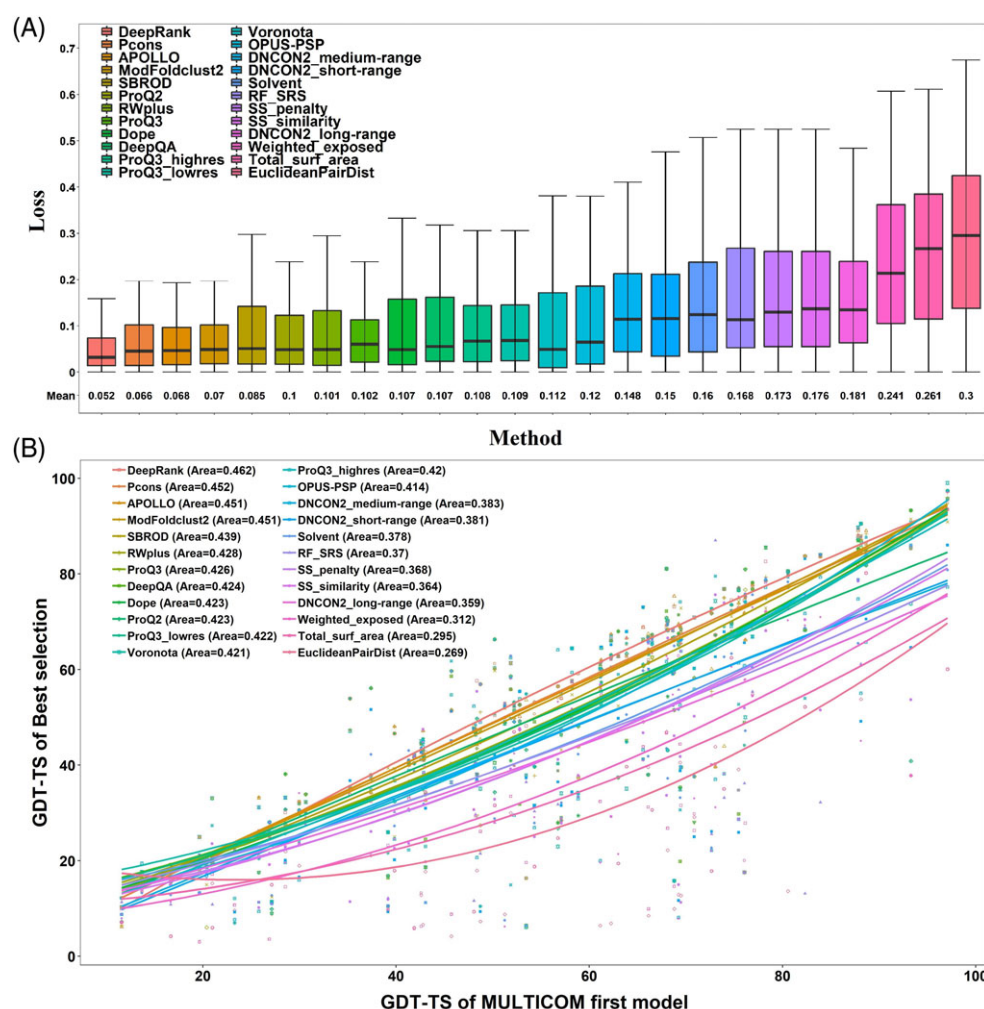 (A)
DeepRank
Pcons
APOLLO
ModFoldclust2
SBROD
ProQ2
RWplus
ProQ3
Dope
DeepQA
ProQ3_highres
ProQ3_lowres
Voronota
OPUS-PSP
DNCON2_medium-range
DNCON2_short-range
Solvent
RF_SRS
SS_penalty
SS_similarity
DNCON2_long-range
Weighted_exposed
Total_surf_area
EuclideanPairDist
Loss
0.7
0.6
0.5
0.4
0.3
0.2
0.1
0
Mean 0.052 0.066 0.068 0.07 0.085 0.1 0.101 0.102 0.107 0.107 0.108 0.109 0.112 0.12 0.148 0.15 0.16 0.168 0.173 0.176 0.181 0.241 0.261 0.3
Method
(B)
DeepRank (Area=0.462)
Pcons (Area=0.452)
APOLLO (Area=0.451)
ModFoldclust2 (Area=0.451)
SBROD (Area=0.439)
RWplus (Area=0.428)
ProQ3 (Area=0.426)
DeepQA (Area=0.424)
Dope (Area=0.423)
ProQ2 (Area=0.423)
ProQ3_lowres (Area=0.422)
Voronota (Area=0.421)
ProQ3_highres (Area=0.42)
OPUS-PSP (Area=0.414)
DNCON2_medium-range (Area=0.383)
DNCON2_short-range (Area=0.381)
Solvent (Area=0.378)
RF_SRS (Area=0.37)
SS_penalty (Area=0.368)
SS_similarity (Area=0.364)
DNCON2_long-range (Area=0.359)
Weighted_exposed (Area=0.312)
Total_surf_area (Area=0.295)
EuclideanPairDist (Area=0.269)
GDT-TS of Best selection
100
80
60
40
20
0
20 40 60 80 100
GDT-TS of MULTICOM first model